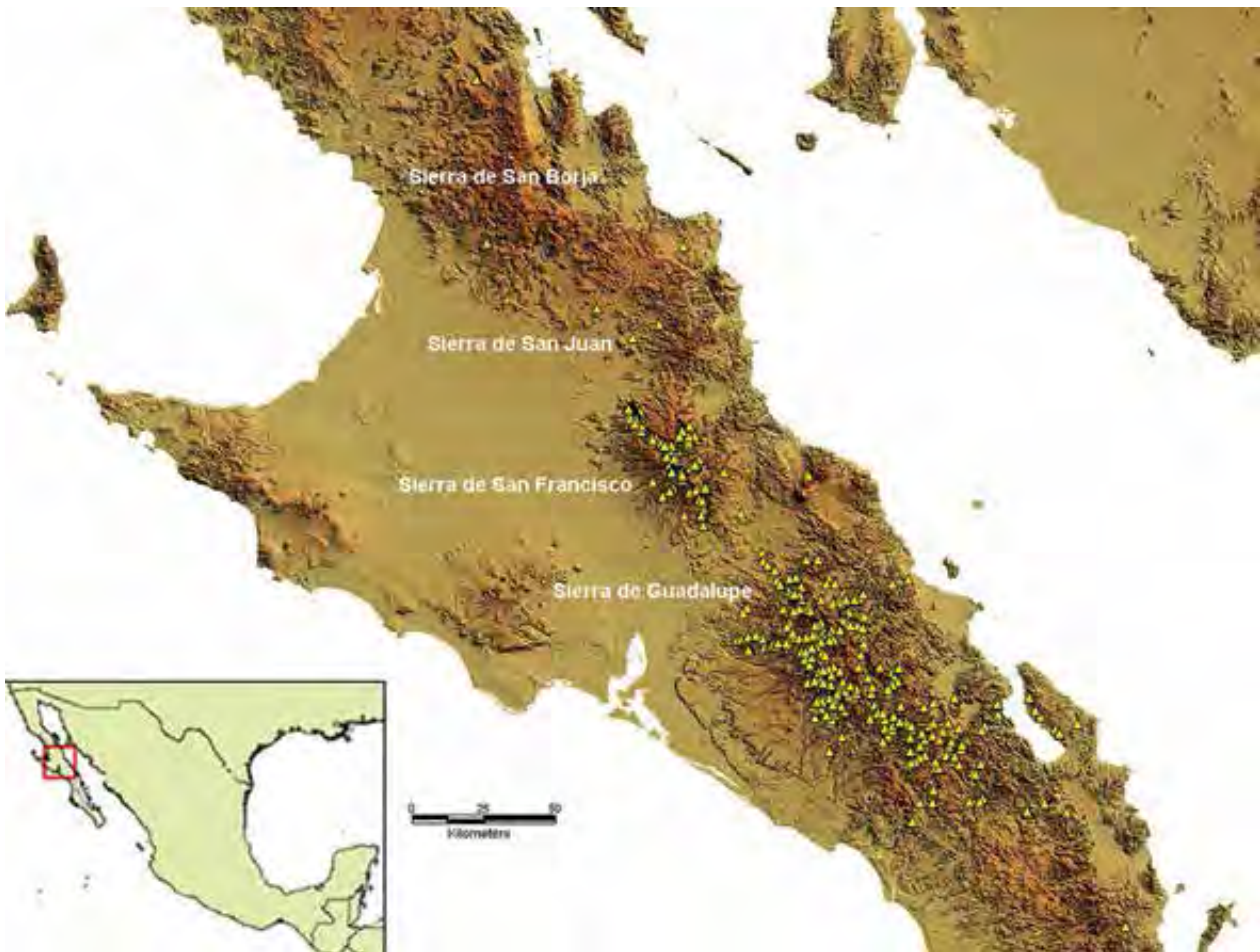 Sierra de San Borja
Sierra de San Juan
Sierra de San Francisco
Sierra de Guadalupe
0 25 50
Kilometers